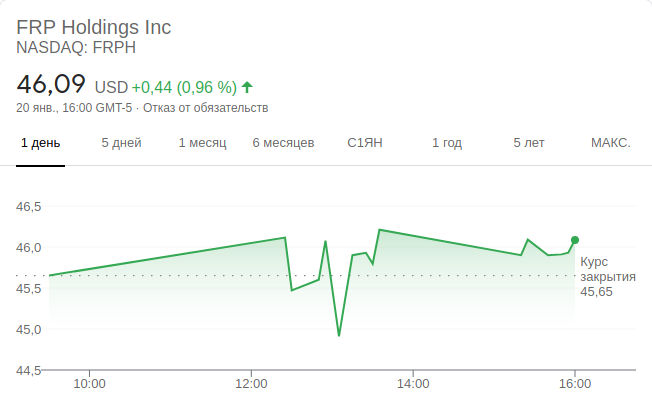 FRP Holdings Inc
NASDAQ: FRPH
46,09 USD +0,44 (0,96 %)
20 янв., 16:00 GMT-5 · Отказ от обязательств
1 день 5 дней 1 месяц 6 месяцев С1ЯН 1 год 5 лет МАКС.
46,5
46,0
45,5
45,0
44,5
Курс
закрытия
45,65
10:00 12:00 14:00 16:00